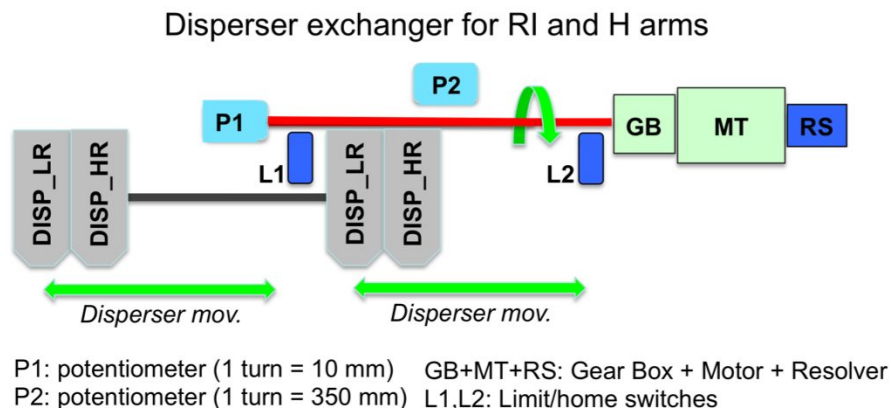 Disperser exchanger for RI and H arms
P2
P1
GB MT RS
L1 L2
DISP_LR DISP_HR DISP_LR DISP_HR
Disperser mov. Disperser mov.
P1: potentiometer (1 turn = 10 mm) GB+MT+RS: Gear Box + Motor + Resolver
P2: potentiometer (1 turn = 350 mm) L1,L2: Limit/home switches